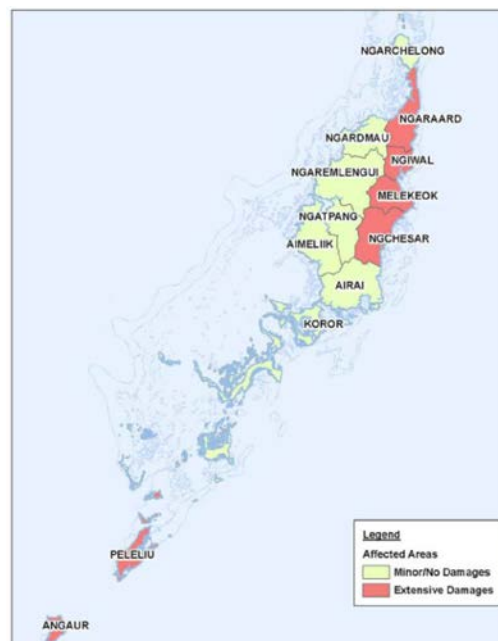 NGARCHELONG
NGARAARD
NGARDMAU
NGIWAL
NGAREMLENGUI
MELEKEOK
NGATPANG
NGCHESAR
AIMELIIK
AIRAI
KOROR
PELELIU
ANGAUR
Legend
Affected Areas
Minor/No Damages
Extensive Damages